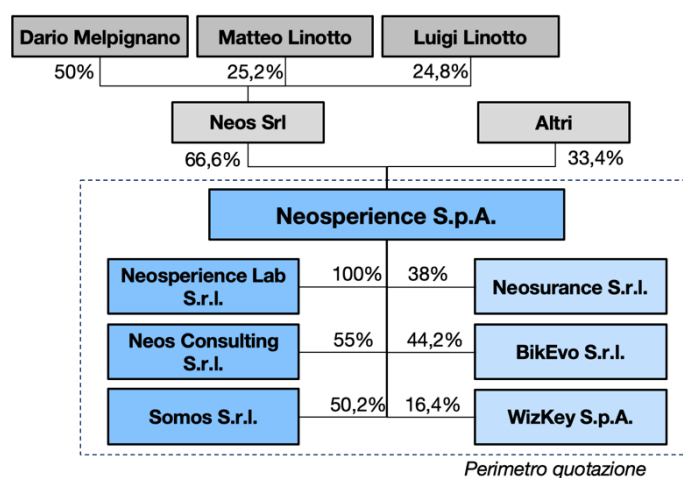 Dario Melpignano Matteo Linotto Luigi Linotto
50% 25,2% 24,8%
Neos Srl Altri
66,6% 33,4%
Neosperience S.p.A.
Neosperience Lab
S.r.l.
100% 38%
Neosurance S.r.l.
Neos Consulting
S.r.l.
55% 44,2%
BikEvo S.r.l.
Somos S.r.l.
50,2% 16,4%
WizKey S.p.A.
Perimetro quotazione